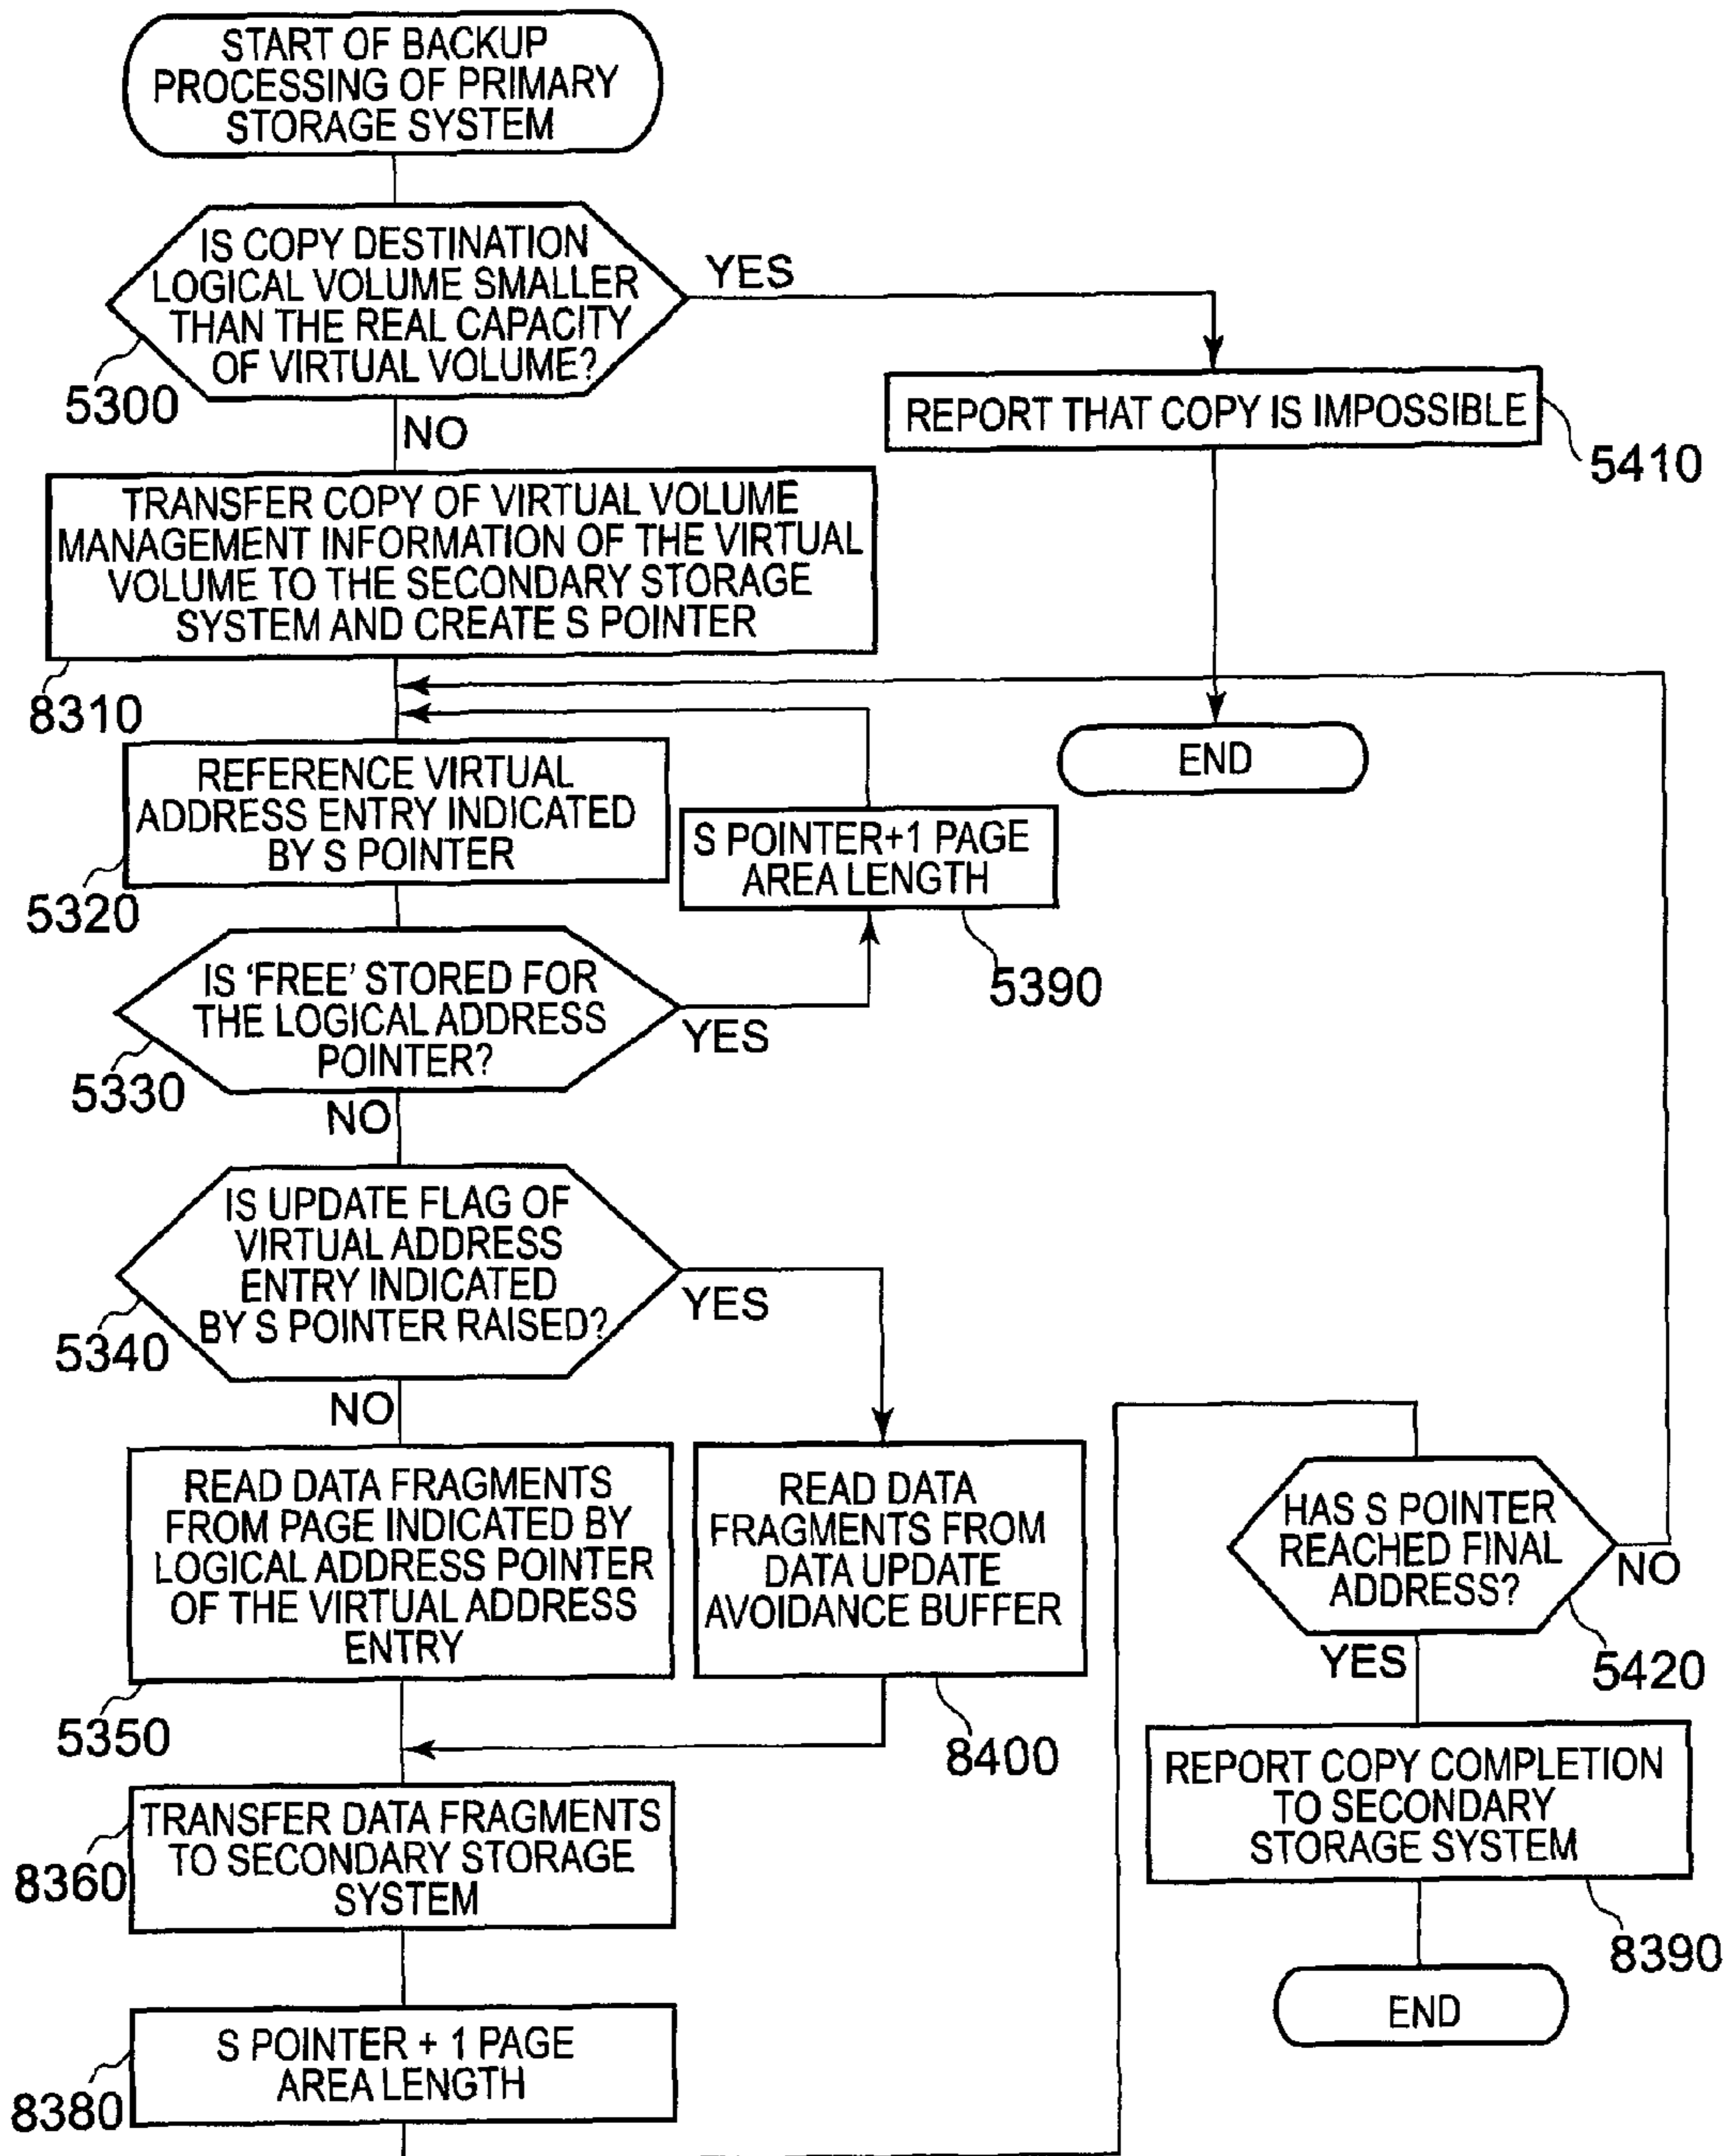 START OF BACKUP
PROCESSING OF PRIMARY
STORAGE SYSTEM
IS COPY DESTINATION
LOGICAL VOLUME SMALLER
THAN THE REAL CAPACITY
OF VIRTUAL VOLUME?
YES
5300
NO
REPORT THAT COPY IS IMPOSSIBLE
5410
TRANSFER COPY OF VIRTUAL VOLUME
MANAGEMENT INFORMATION OF THE VIRTUAL
VOLUME TO THE SECONDARY STORAGE
SYSTEM AND CREATE S POINTER
8310
END
REFERENCE VIRTUAL
ADDRESS ENTRY INDICATED
BY S POINTER
5320
S POINTER+1 PAGE
AREA LENGTH
5390
IS 'FREE' STORED FOR
THE LOGICAL ADDRESS
POINTER?
YES
5330
NO
IS UPDATE FLAG OF
VIRTUAL ADDRESS
ENTRY INDICATED
BY S POINTER RAISED?
YES
5340
NO
READ DATA FRAGMENTS
FROM PAGE INDICATED BY
LOGICAL ADDRESS POINTER
OF THE VIRTUAL ADDRESS
ENTRY
5350
READ DATA
FRAGMENTS FROM
DATA UPDATE
AVOIDANCE BUFFER
8400
TRANSFER DATA FRAGMENTS
TO SECONDARY STORAGE
SYSTEM
8360
S POINTER + 1 PAGE
AREA LENGTH
8380
HAS S POINTER
REACHED FINAL
ADDRESS?
NO
YES
5420
REPORT COPY COMPLETION
TO SECONDARY
STORAGE SYSTEM
8390
END